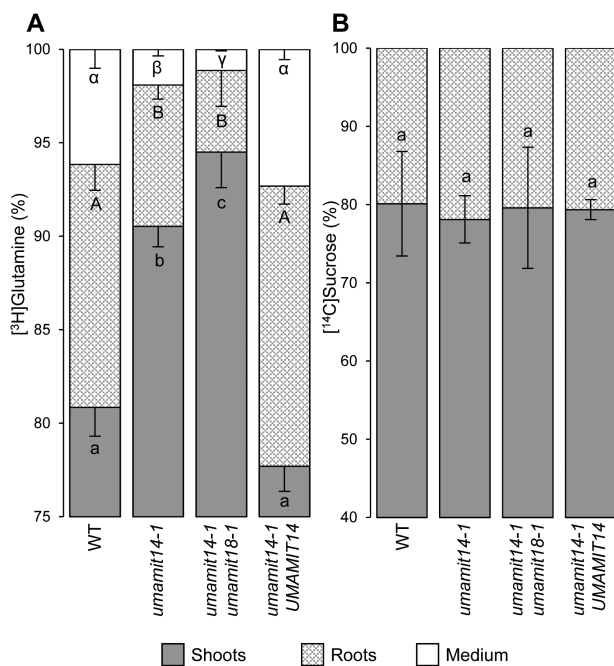 A
[³H]Glutamine (%)
100
95
90
85
80
75
α
A
a
β
B
b
γ
B
c
α
A
a
WT
umamit14-1
umamit14-1
umamit18-1
umamit14-1
UMAMIT14
B
[¹⁴C]Sucrose (%)
100
90
80
70
60
50
40
a
a
a
a
WT
umamit14-1
umamit14-1
umamit18-1
umamit14-1
UMAMIT14
Shoots
Roots
Medium